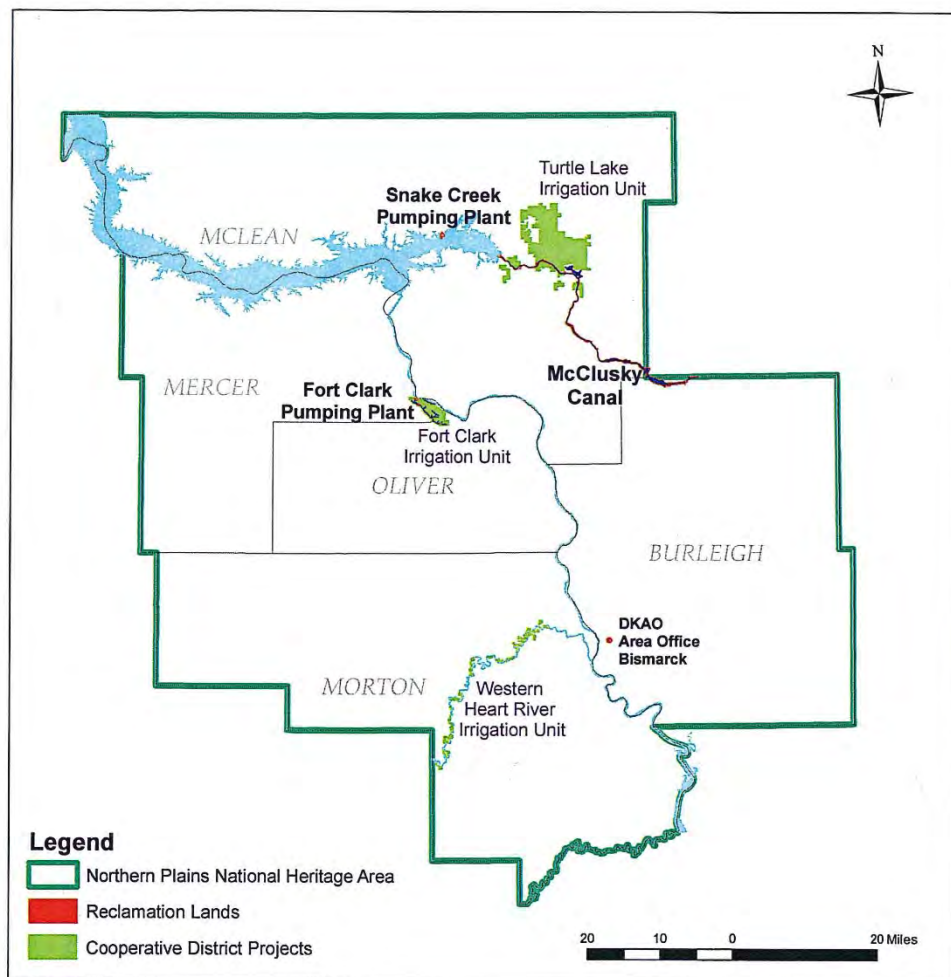 N
Turtle Lake
Irrigation Unit
Snake Creek
Pumping Plant
MCLEAN
McClusky
Canal
MERCER
Fort Clark
Pumping Plant
Fort Clark
Irrigation Unit
OLIVER
BURLEIGH
DKAO
Area Office
Bismarck
MORTON
Western
Heart River
Irrigation Unit
Legend
Northern Plains National Heritage Area
Reclamation Lands
Cooperative District Projects
20 10 0 20 Miles